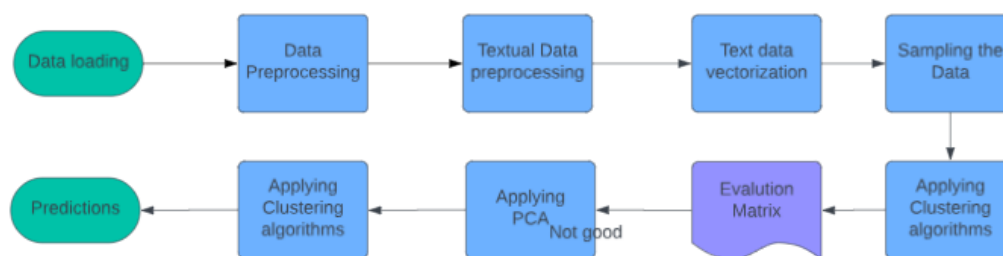 Data loading
Data
Preprocessing
Textual Data
preprocessing
Text data
vectorization
Sampling the
Data
Predictions
Applying
Clustering
algorithms
Applying
PCA
Not good
Evalution
Matrix
Applying
Clustering
algorithms